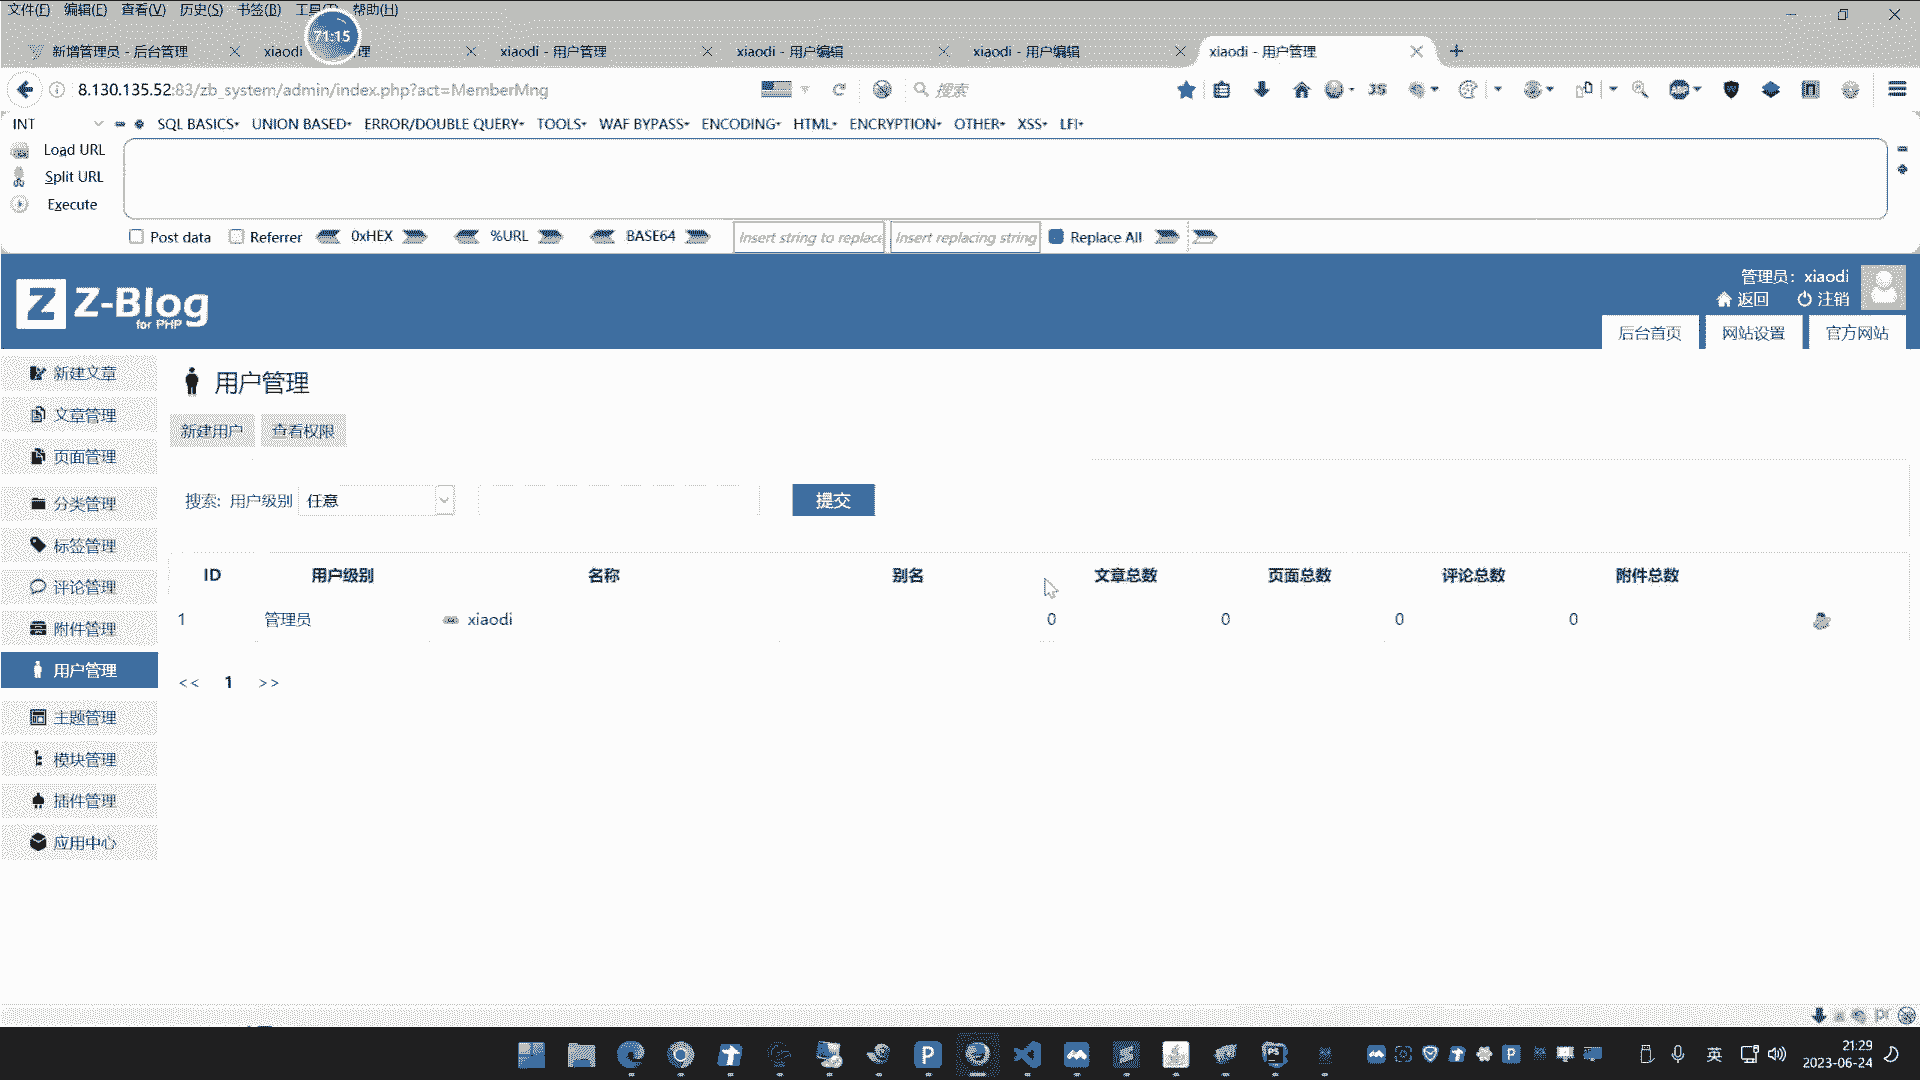 文件(F) 编辑(E) 查看(V) 历史(S) 书签(B) 工具(T) 帮助(H)
71:15
新增管理员 - 后台管理 xiaodi 理 xiaodi - 用户管理 xiaodi - 用户编辑 xiaodi - 用户编辑 xiaodi - 用户管理
8.130.135.52:83/zb_system/admin/index.php?act=MemberMng 搜索 JS
INT SQL BASICS UNION BASED ERROR/DOUBLE QUERY TOOLS WAF BYPASS ENCODING HTML ENCRYPTION OTHER XSS LFI
Load URL
Split URL
Execute
Post data Referrer 0xHEX %URL BASE64 Insert string to replace Insert replacing string Replace All
Z Z-Blog
for PHP
管理员：xiaodi
返回 注销
后台首页 网站设置 官方网站
新建文章
文章管理
页面管理
分类管理
标签管理
评论管理
附件管理
用户管理
主题管理
模块管理
插件管理
应用中心
用户管理
新建用户 查看权限
搜索: 用户级别 任意 提交
ID 用户级别 名称 别名 文章总数 页面总数 评论总数 附件总数
1 管理员 xiaodi 0 0 0 0
<< 1 >>
英
21:29
2023-06-24